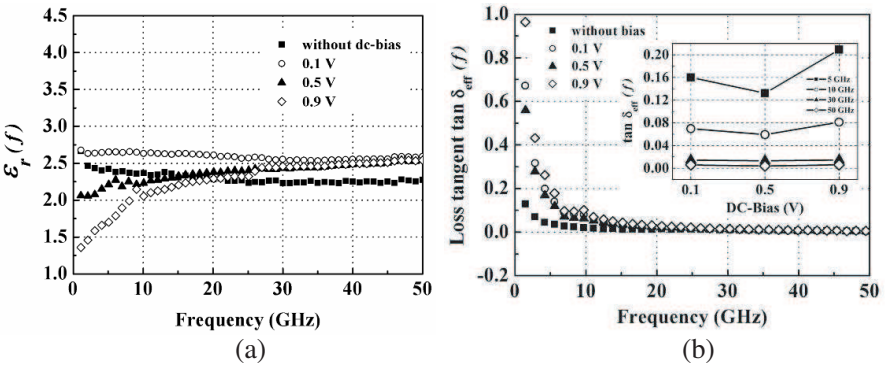 4.5
4.0
3.5
3.0
2.5
2.0
1.5
1.0
ε_r (f)
without dc-bias
0.1 V
0.5 V
0.9 V
0 10 20 30 40 50
Frequency (GHz)
(a)
1.0
0.8
0.6
0.4
0.2
0.0
-0.2
Loss tangent tan δ_eff (f)
without bias
0.1 V
0.5 V
0.9 V
0.20
0.16
0.12
0.08
0.04
0.00
tan δ_eff (f)
5 GHz
10 GHz
30 GHz
50 GHz
0.1 0.5 0.9
DC-Bias (V)
0 10 20 30 40 50
Frequency (GHz)
(b)